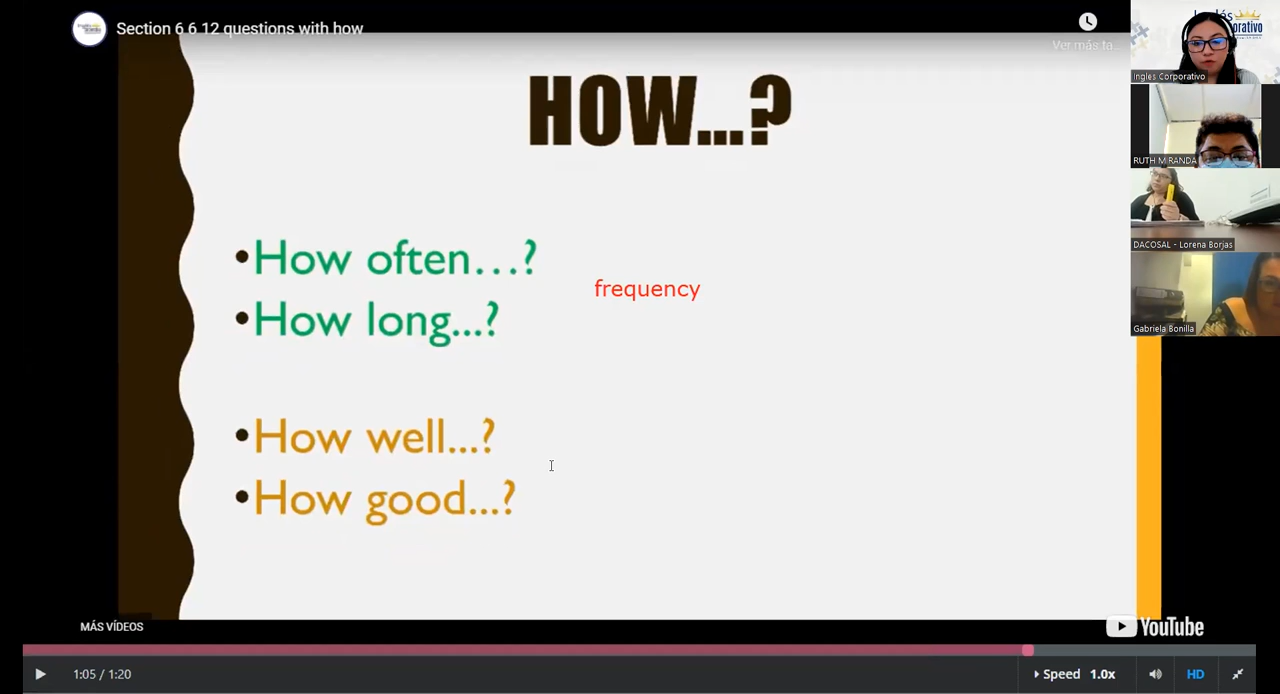 Section 6 6 12 questions with how
Ver más ta...
HOW...?
•How often...?
frequency
•How long...?
•How well...?
•How good...?
MÁS VÍDEOS
YouTube
1:05 / 1:20
Speed 1.0x
HD
Ingles Corporativo
RUTH M RANDA
DACOSAL - Lorena Borjas
Gabriela Bonilla